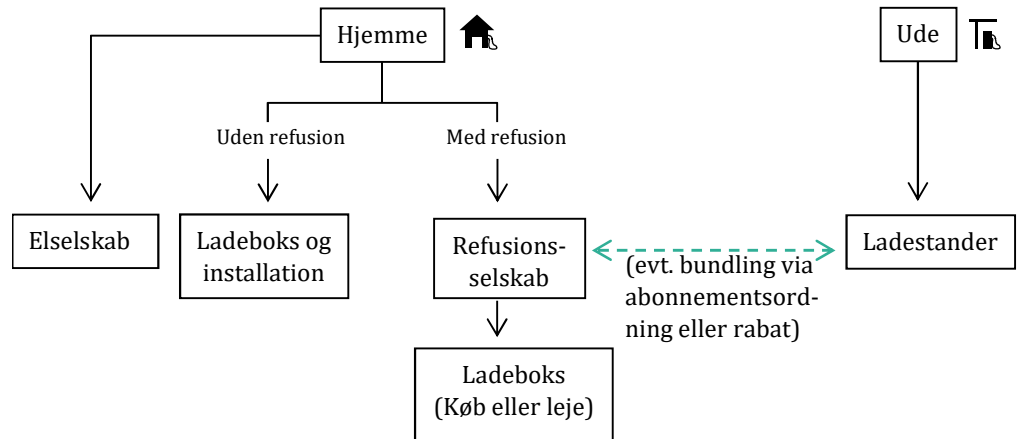 Hjemme
Ude
Uden refusion
Med refusion
Elselskab
Ladeboks og
installation
Refusions-
sselskab
(evt. bundling via
abonnementsord-
ning eller rabat)
Ladestander
Ladeboks
(Køb eller leje)